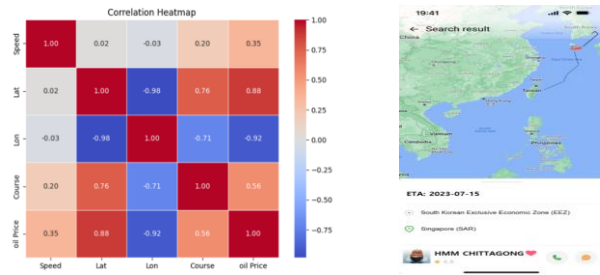 Correlation Heatmap
Speed
1.00
0.02
-0.03
0.20
0.35
Lat
0.02
1.00
-0.98
0.76
0.88
Lon
-0.03
-0.98
1.00
-0.71
-0.92
Course
0.20
0.76
-0.71
1.00
0.56
oil Price
0.35
0.88
-0.92
0.56
1.00
Speed Lat Lon Course oil Price
1.00
0.75
0.50
0.25
0.00
−0.25
−0.50
−0.75
19:41
← Search result
China
Taiwan
Vietnam
Cambodia
Philippines
ETA: 2023-07-15
South Korean Exclusive Economic Zone (EEZ)
Singapore (SAR)
HMM CHITTAGONG